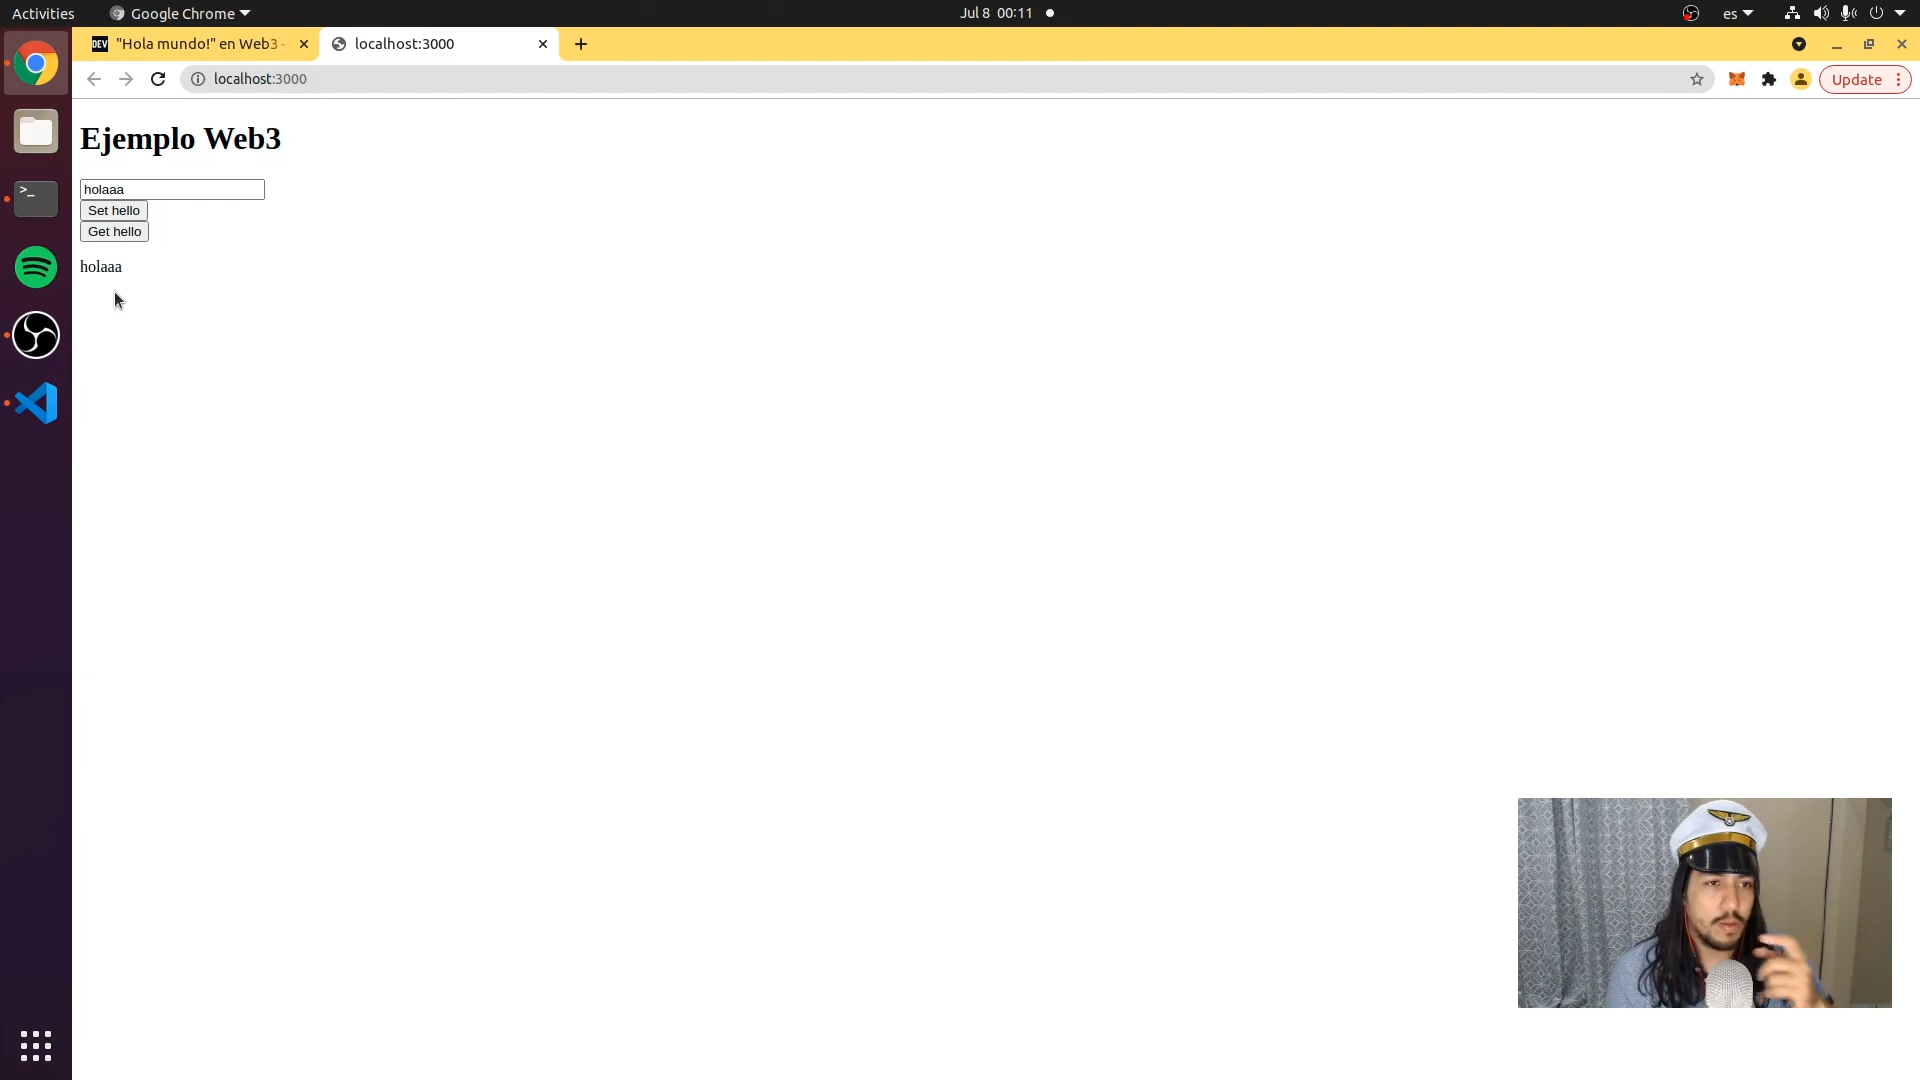 Activities
Google Chrome
Jul 8 00:11
es
DEV
"Hola mundo!" en Web3 -
localhost:3000
localhost:3000
Update
Ejemplo Web3
holaaa
Set hello
Get hello
holaaa